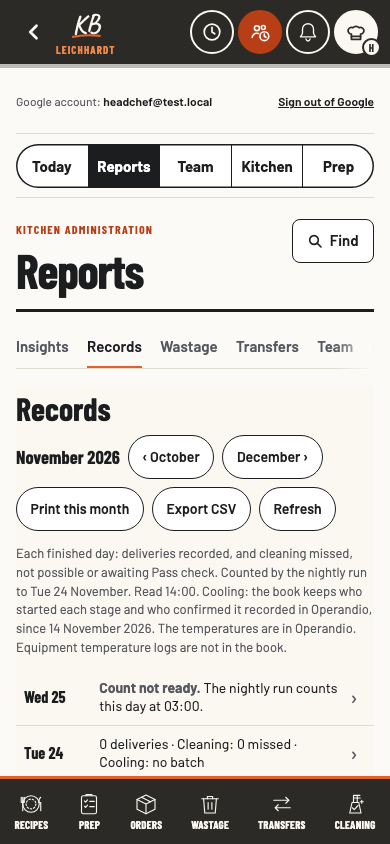 KB
LEICHHARDT
H
Google account: headchef@test.local
Sign out of Google
Today
Reports
Team
Kitchen
Prep
KITCHEN ADMINISTRATION
Reports
Find
Insights
Records
Wastage
Transfers
Team
Records
November 2026
‹ October
December ›
Print this month
Export CSV
Refresh
Each finished day: deliveries recorded, and cleaning missed,
not possible or awaiting Pass check. Counted by the nightly run
to Tue 24 November. Read 14:00. Cooling: the book keeps who
started each stage and who confirmed it recorded in Operandio,
since 14 November 2026. The temperatures are in Operandio.
Equipment temperature logs are not in the book.
Wed 25
Count not ready. The nightly run counts
this day at 03:00.
›
Tue 24
0 deliveries · Cleaning: 0 missed ·
Cooling: no batch
›
RECIPES
PREP
ORDERS
WASTAGE
TRANSFERS
CLEANING